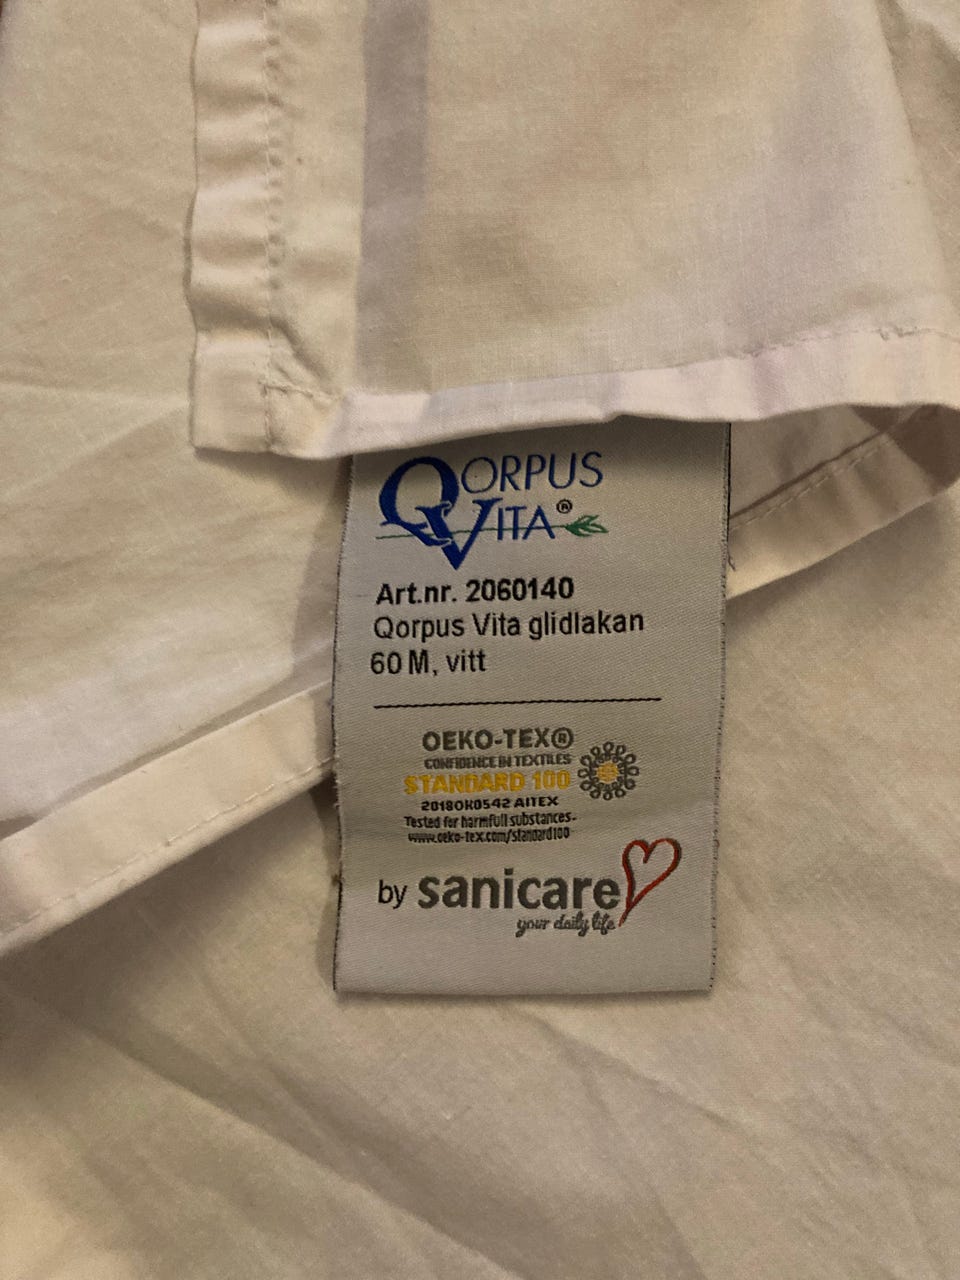 QORPUS
VITA®
Art.nr. 2060140
Qorpus Vita glidlakan
60 M, vitt
OEKO-TEX®
CONFIDENCE IN TEXTILES
STANDARD 100
2018OK0542 AITEX
Tested for harmfull substances.
www.oeko-tex.com/standard100
by sanicare
your daily life